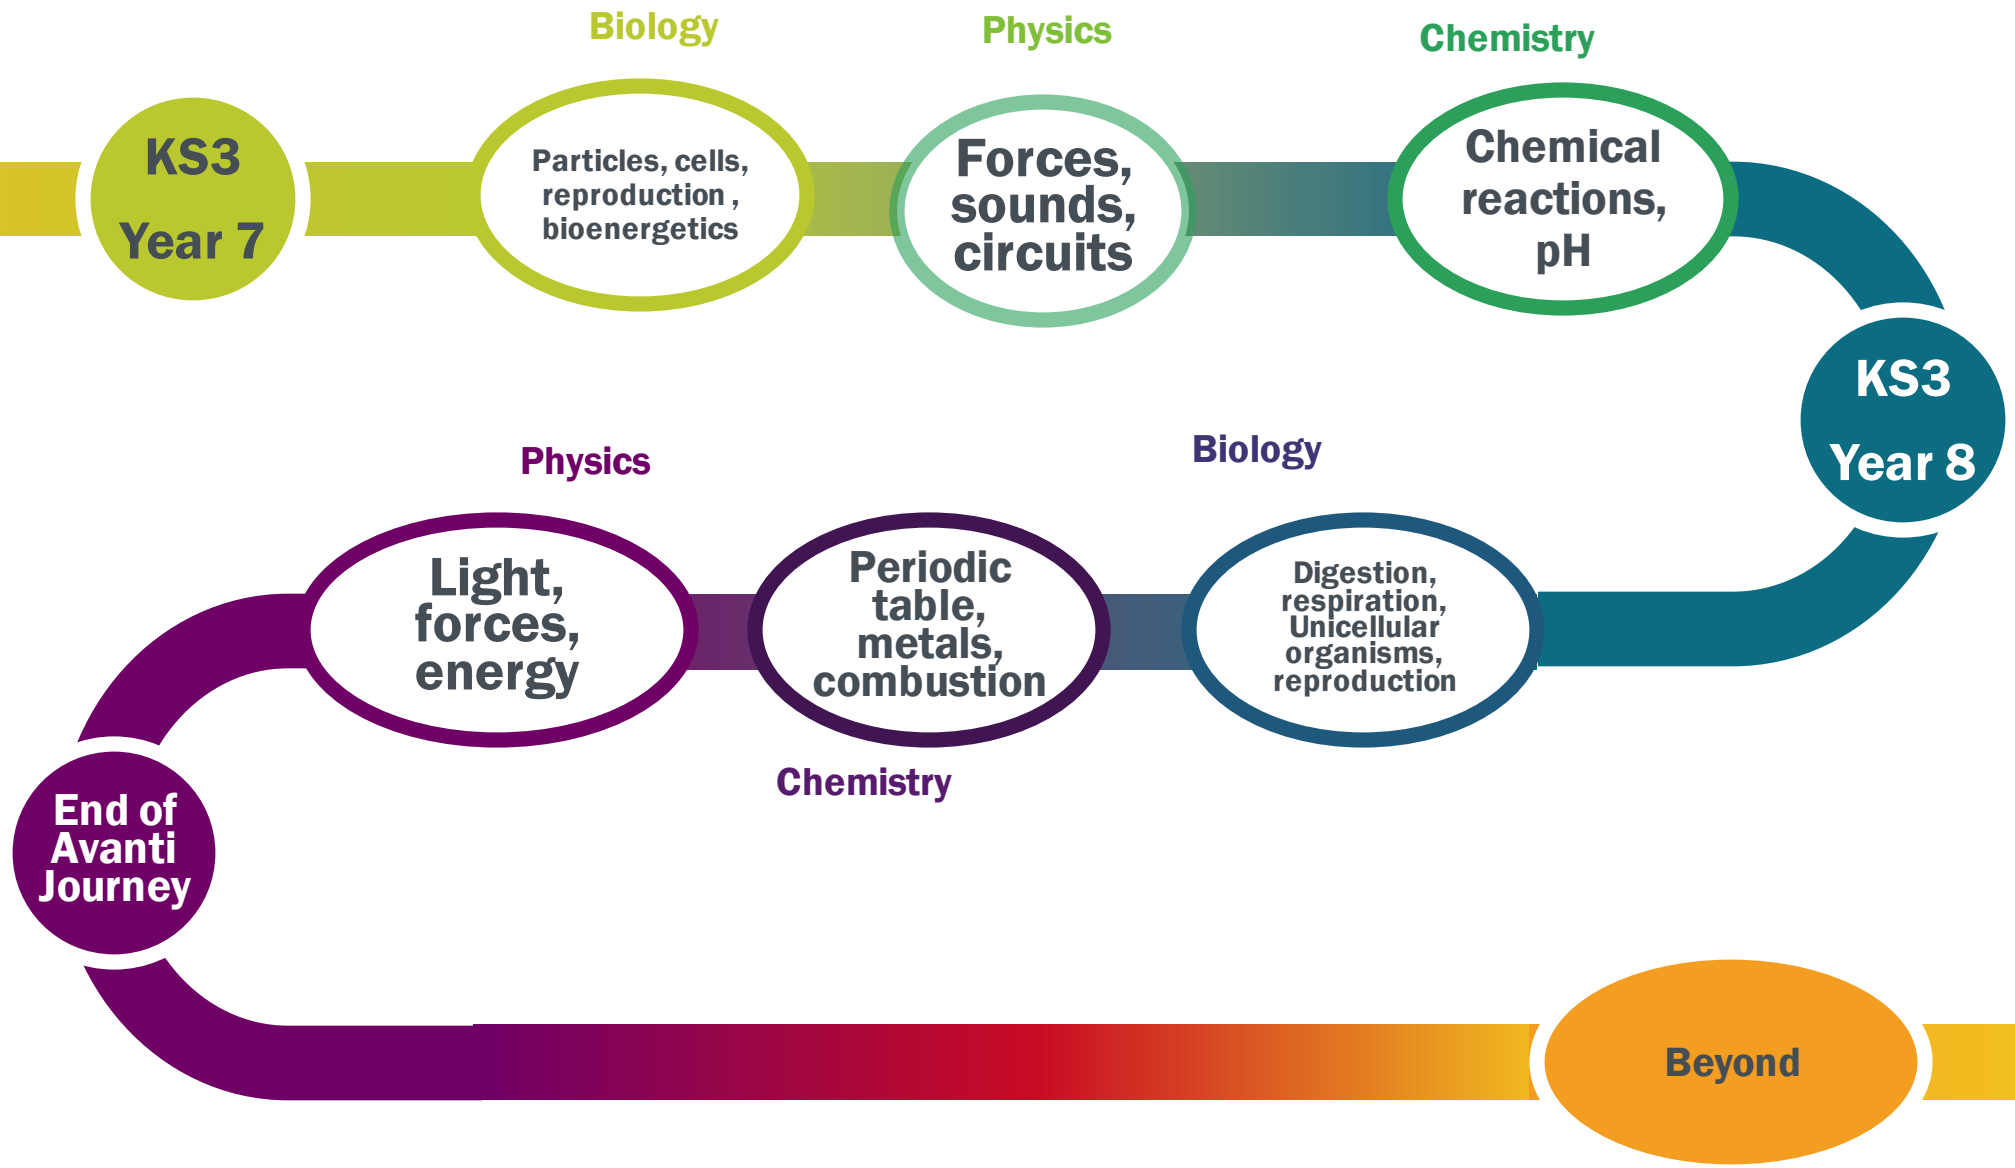 Biology
Physics
Chemistry
KS3
Year 7
Particles, cells,
reproduction ,
bioenergetics
Forces,
sounds,
circuits
Chemical
reactions,
pH
KS3
Year 8
Biology
Digestion,
respiration,
Unicellular
organisms,
reproduction
Periodic
table,
metals,
combustion
Chemistry
Physics
Light,
forces,
energy
End of
Avanti
Journey
Beyond